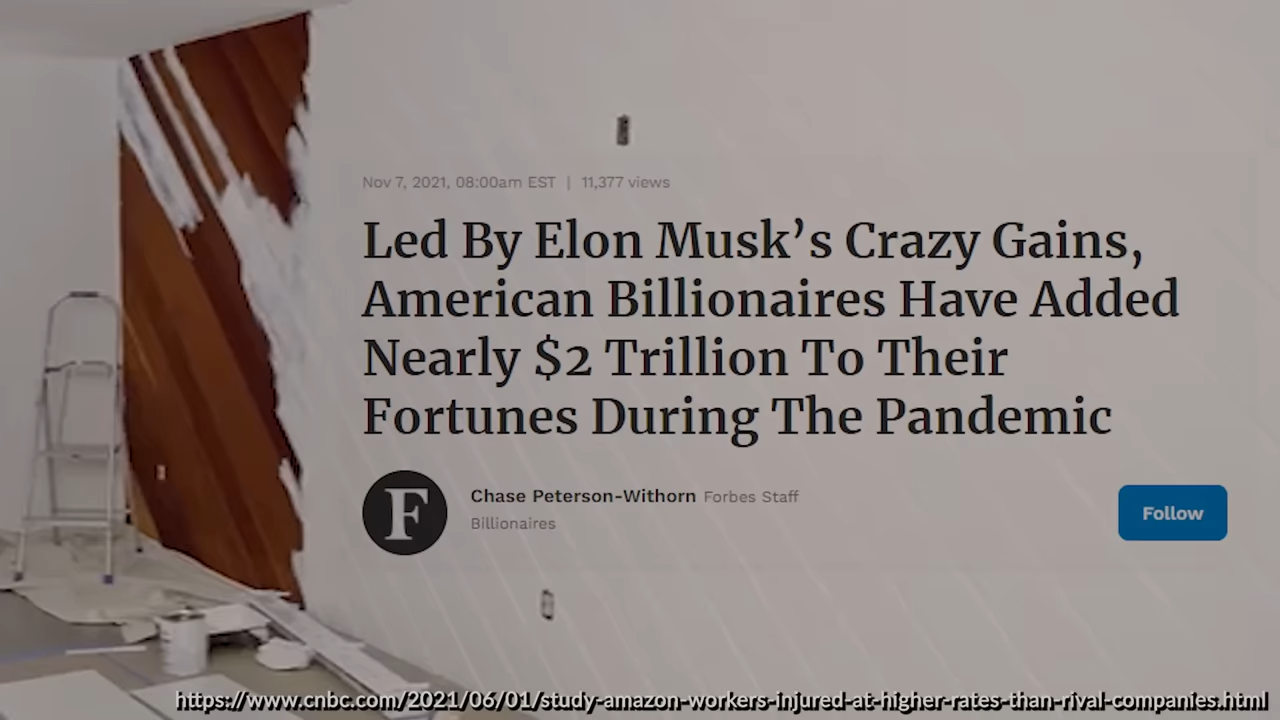 Nov 7, 2021, 08:00am EST | 11,377 views
Led By Elon Musk’s Crazy Gains,
American Billionaires Have Added
Nearly $2 Trillion To Their
Fortunes During The Pandemic
F
Chase Peterson-Withorn Forbes Staff
Billionaires
Follow
https://www.cnbc.com/2021/06/01/study-amazon-workers-injured-at-higher-rates-than-rival-companies.html